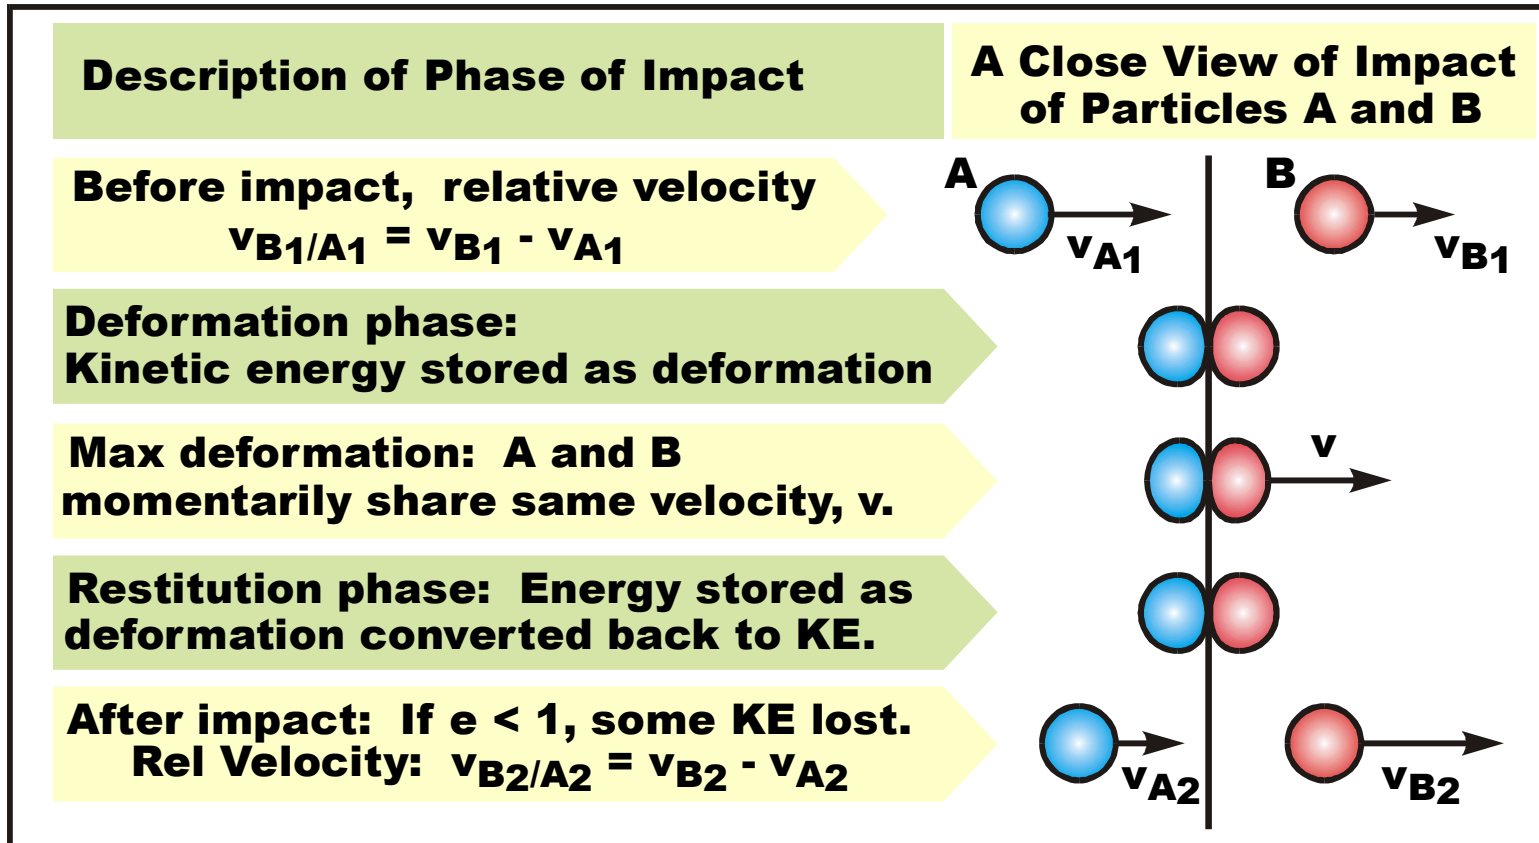 Description of Phase of Impact
A Close View of Impact
of Particles A and B
Before impact, relative velocity
vB1/A1 = vB1 - vA1
A
B
vA1
vB1
Deformation phase:
Kinetic energy stored as deformation
Max deformation: A and B
momentarily share same velocity, v.
v
Restitution phase: Energy stored as
deformation converted back to KE.
After impact: If e < 1, some KE lost.
Rel Velocity: vB2/A2 = vB2 - vA2
vA2
vB2